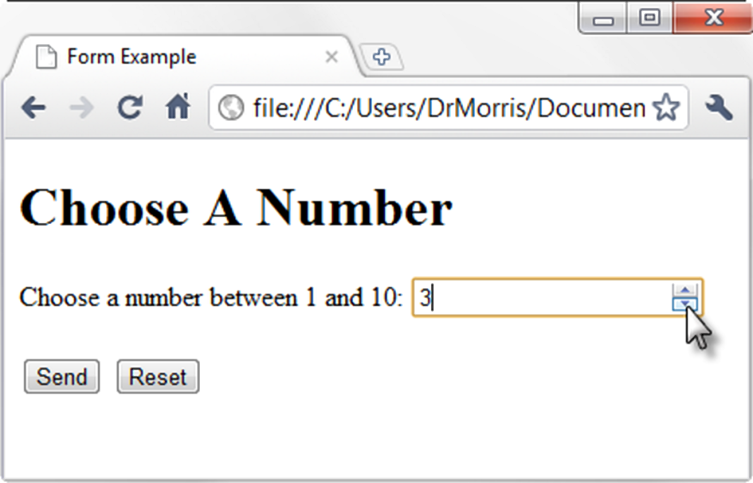 Form Example
file:///C:/Users/DrMorris/Documen
Choose A Number
Choose a number between 1 and 10: 3
Send Reset